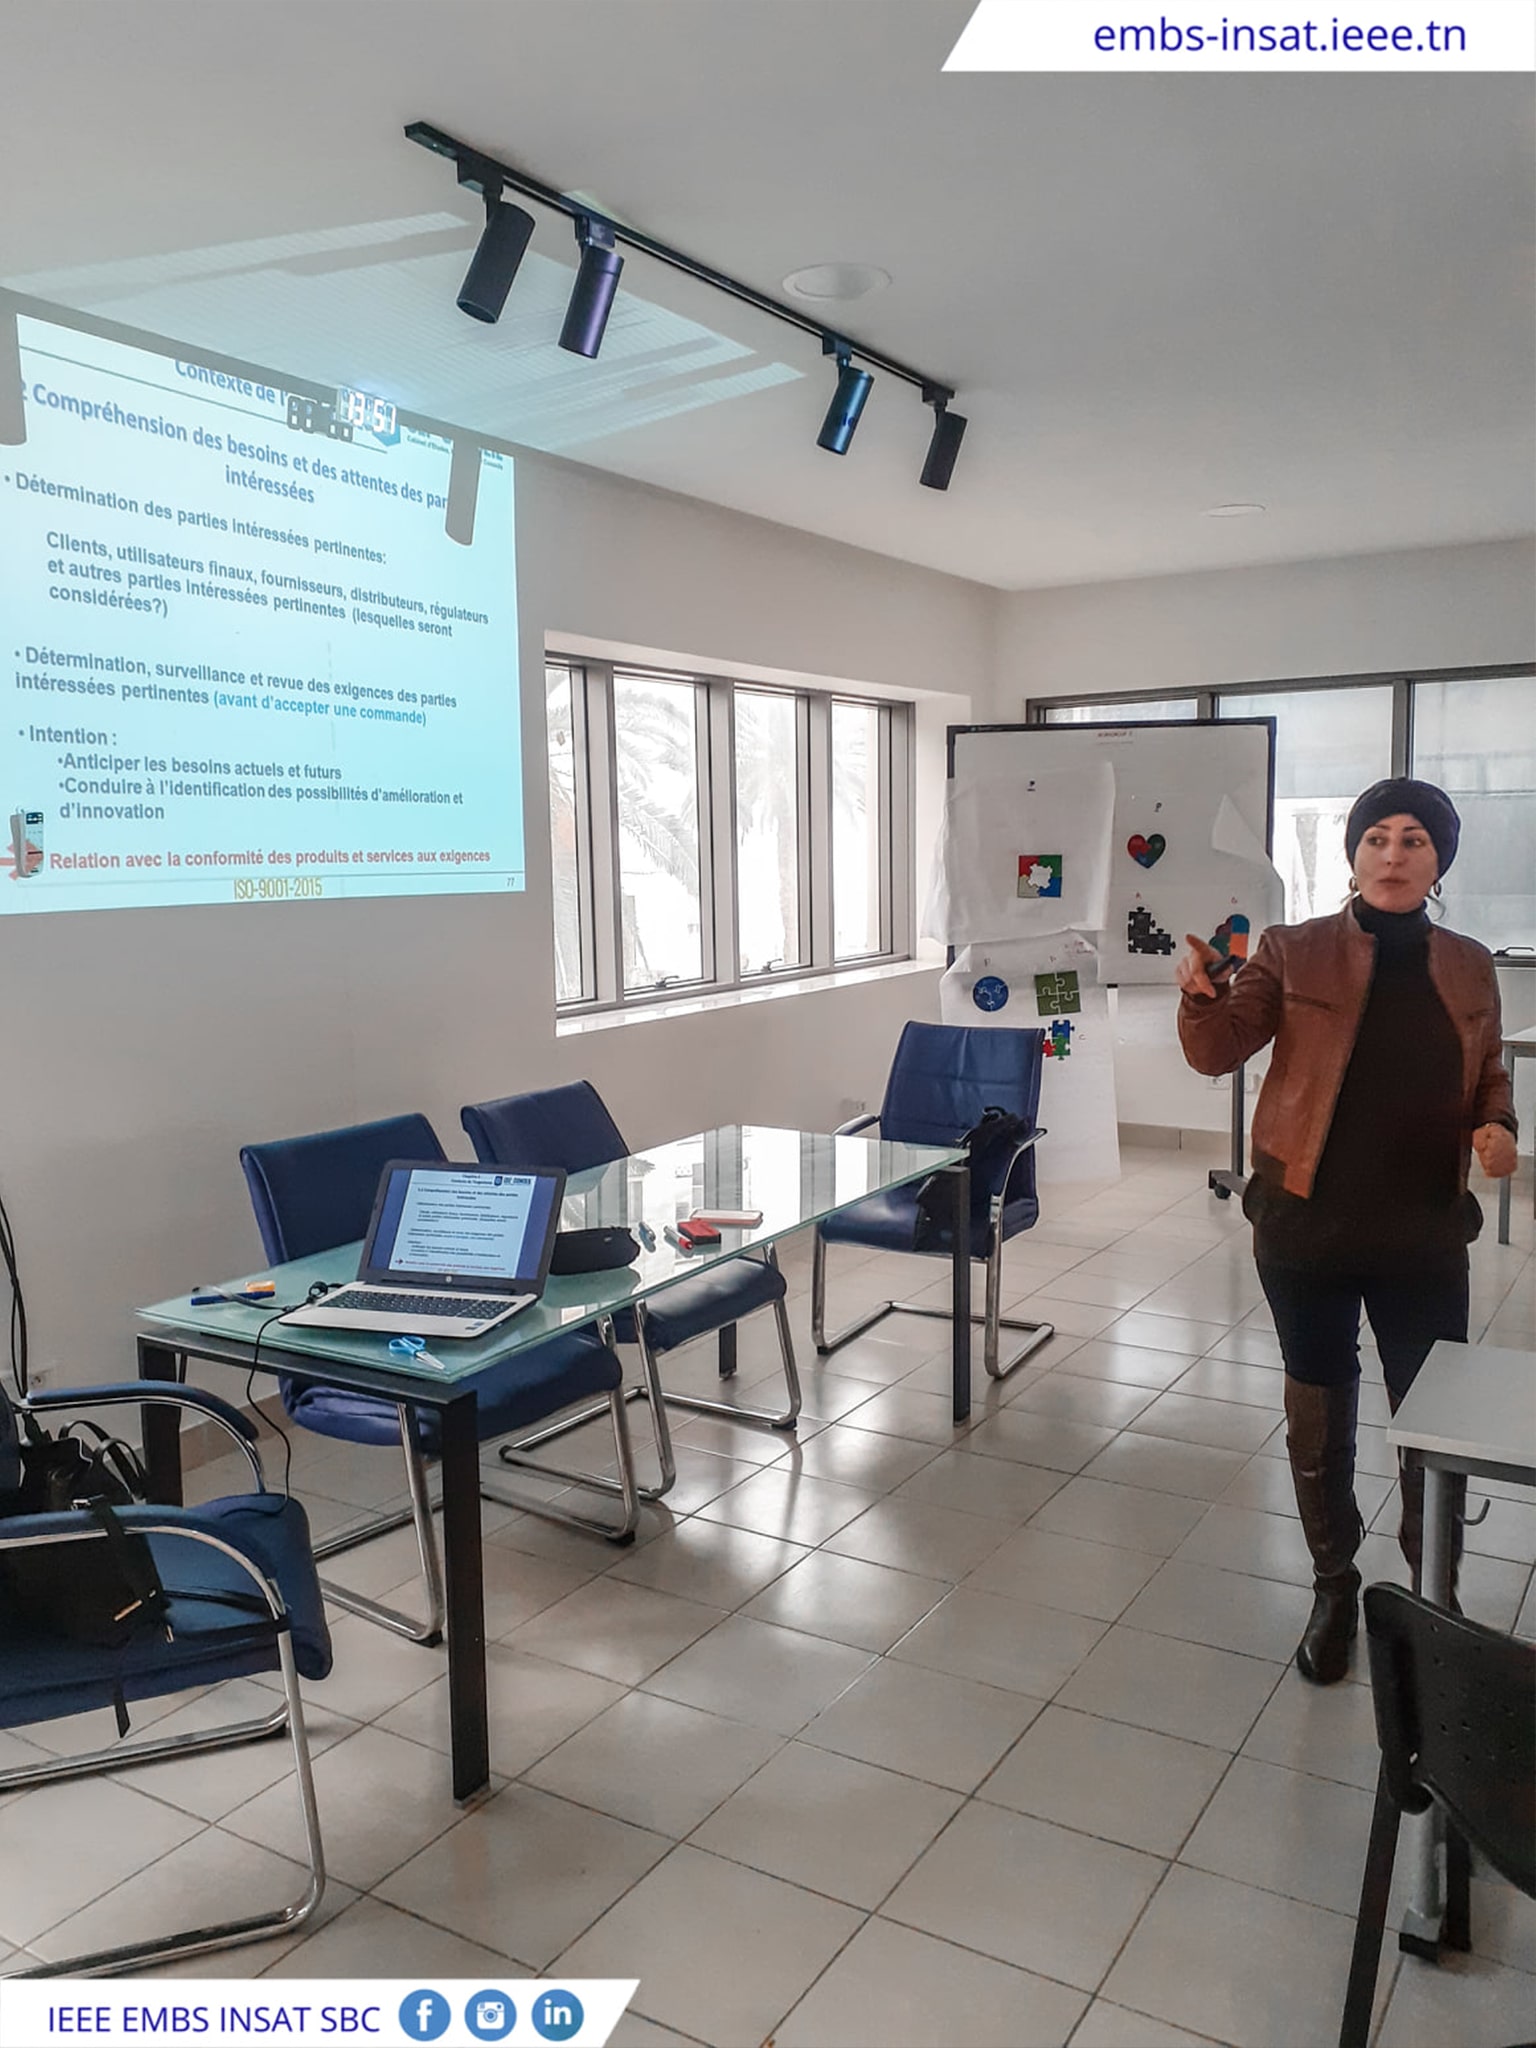 embs-insat.ieee.tn
Contexte de l'
13:57
Compréhension des besoins et des attentes des par
intéressées
• Détermination des parties intéressées pertinentes:
Clients, utilisateurs finaux, fournisseurs, distributeurs, régulateurs
et autres parties intéressées pertinentes (lesquelles seront
considérées?)
• Détermination, surveillance et revue des exigences des parties
intéressées pertinentes (avant d'accepter une commande)
• Intention :
•Anticiper les besoins actuels et futurs
•Conduire à l'identification des possibilités d'amélioration et
d'innovation
Relation avec la conformité des produits et services aux exigences
ISO-9001-2015
77
IEEE EMBS INSAT SBC